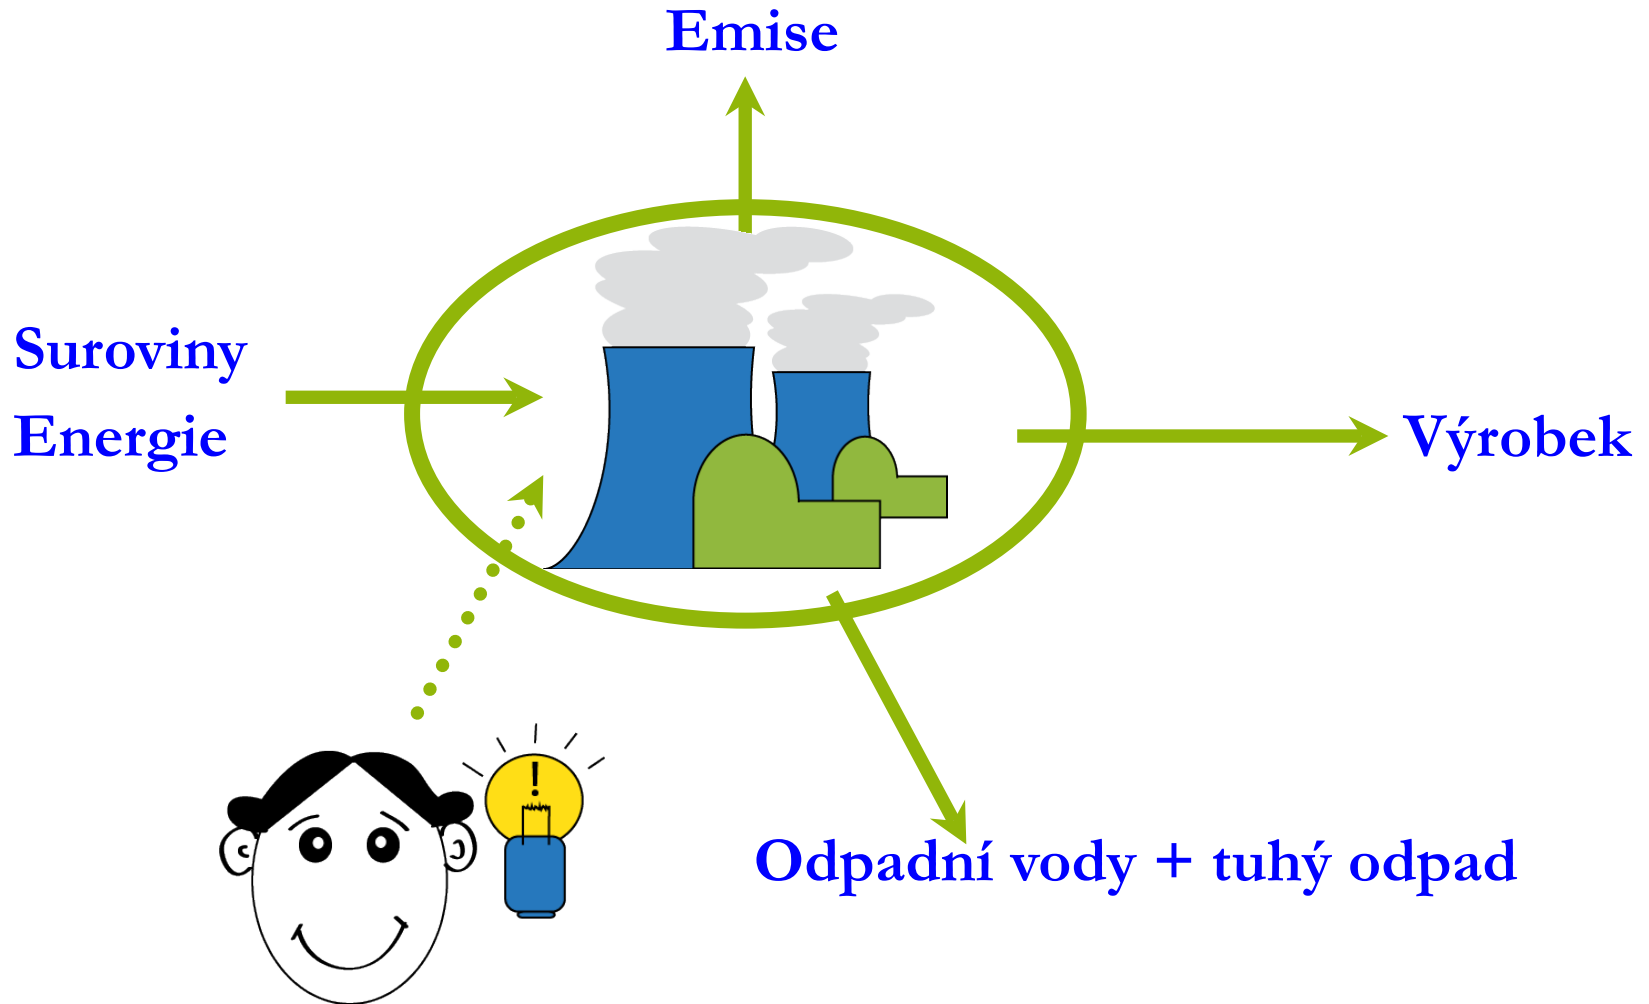 Emise
Suroviny
Energie
Výrobek
!
Odpadní vody + tuhý odpad